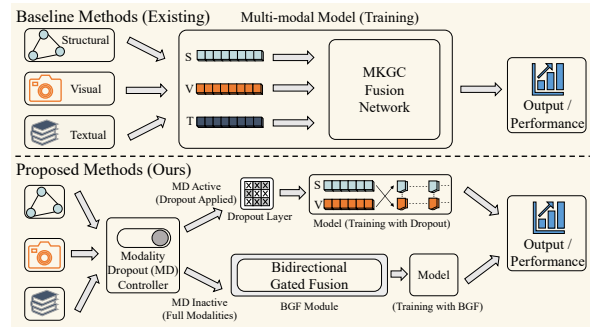 Baseline Methods (Existing)
Multi-modal Model (Training)
Structural
Visual
Textual
S
V
T
MKGC
Fusion
Network
Output /
Performance
Proposed Methods (Ours)
Modality
Dropout (MD)
Controller
MD Active
(Dropout Applied)
Dropout Layer
S
V
Model (Training with Dropout)
MD Inactive
(Full Modalities)
Bidirectional
Gated Fusion
BGF Module
Model
(Training with BGF)
Output /
Performance